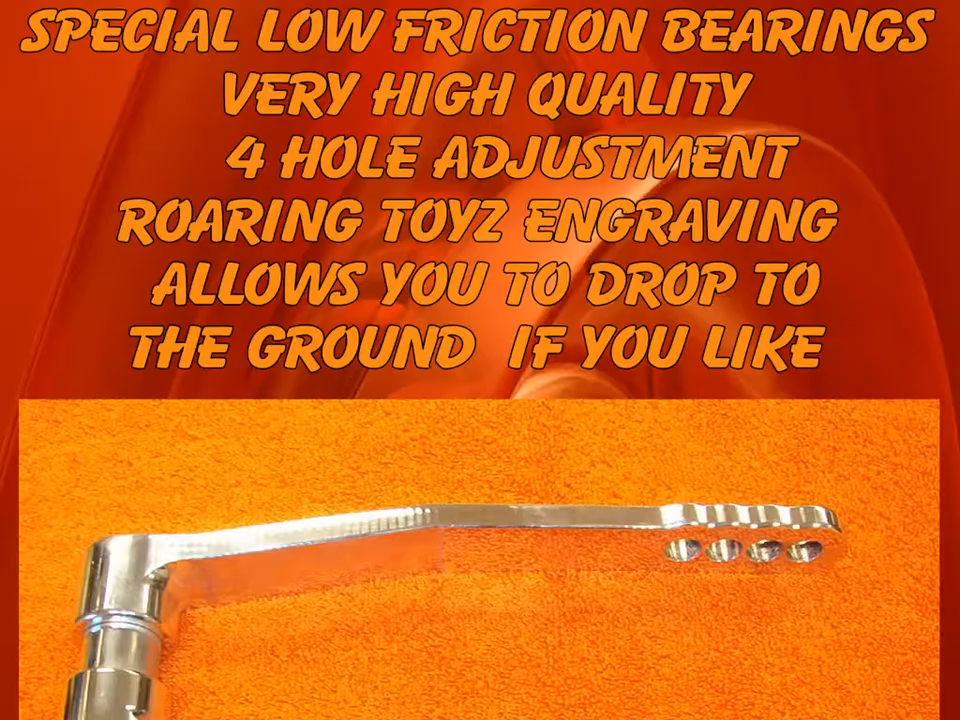 SPECIAL LOW FRICTION BEARINGS
VERY HIGH QUALITY
4 HOLE ADJUSTMENT
ROARING TOYZ ENGRAVING
ALLOWS YOU TO DROP TO
THE GROUND IF YOU LIKE